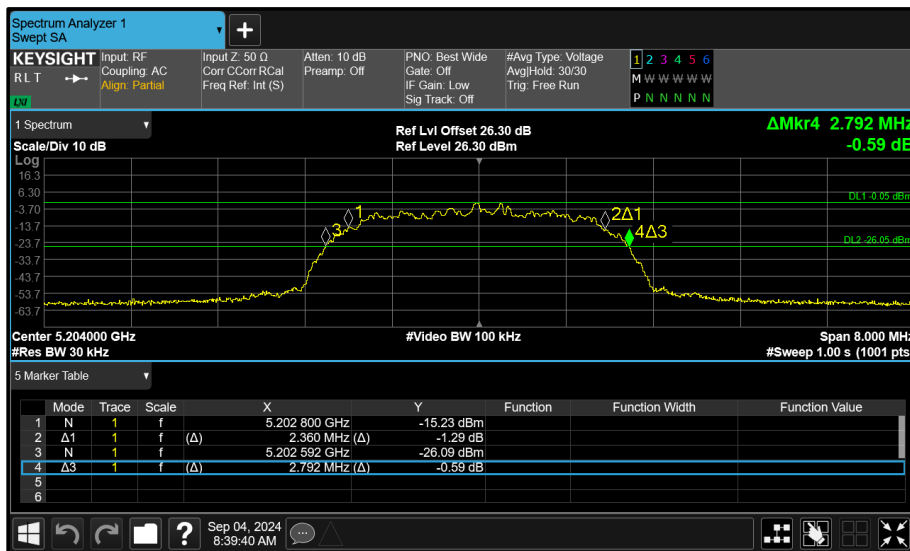 Spectrum Analyzer 1
Swept SA
+
KEYSIGHT
RLT
LXI
Input: RF
Coupling: AC
Align: Partial
Input Z: 50 Ω
Corr CCorr RCal
Freq Ref: Int (S)
Atten: 10 dB
Preamp: Off
PNO: Best Wide
Gate: Off
IF Gain: Low
Sig Track: Off
#Avg Type: Voltage
Avg|Hold: 30/30
Trig: Free Run
1 2 3 4 5 6
M W W W W W
P N N N N N
1 Spectrum
Scale/Div 10 dB
Ref Lvl Offset 26.30 dB
Ref Level 26.30 dBm
ΔMkr4 2.792 MHz
-0.59 dB
Log
16.3
6.30
-3.70
-13.7
-23.7
-33.7
-43.7
-53.7
-63.7
DL1 -0.05 dBm
DL2 -26.05 dBm
1
2Δ1
3
4Δ3
Center 5.204000 GHz
#Video BW 100 kHz
Span 8.000 MHz
#Res BW 30 kHz
#Sweep 1.00 s (1001 pts
5 Marker Table
Mode Trace Scale X Y Function Function Width Function Value
1 N 1 f 5.202 800 GHz -15.23 dBm
2 Δ1 1 f (Δ) 2.360 MHz (Δ) -1.29 dB
3 N 1 f 5.202 592 GHz -26.09 dBm
4 Δ3 1 f (Δ) 2.792 MHz (Δ) -0.59 dB
5
6
?
Sep 04, 2024
8:39:40 AM